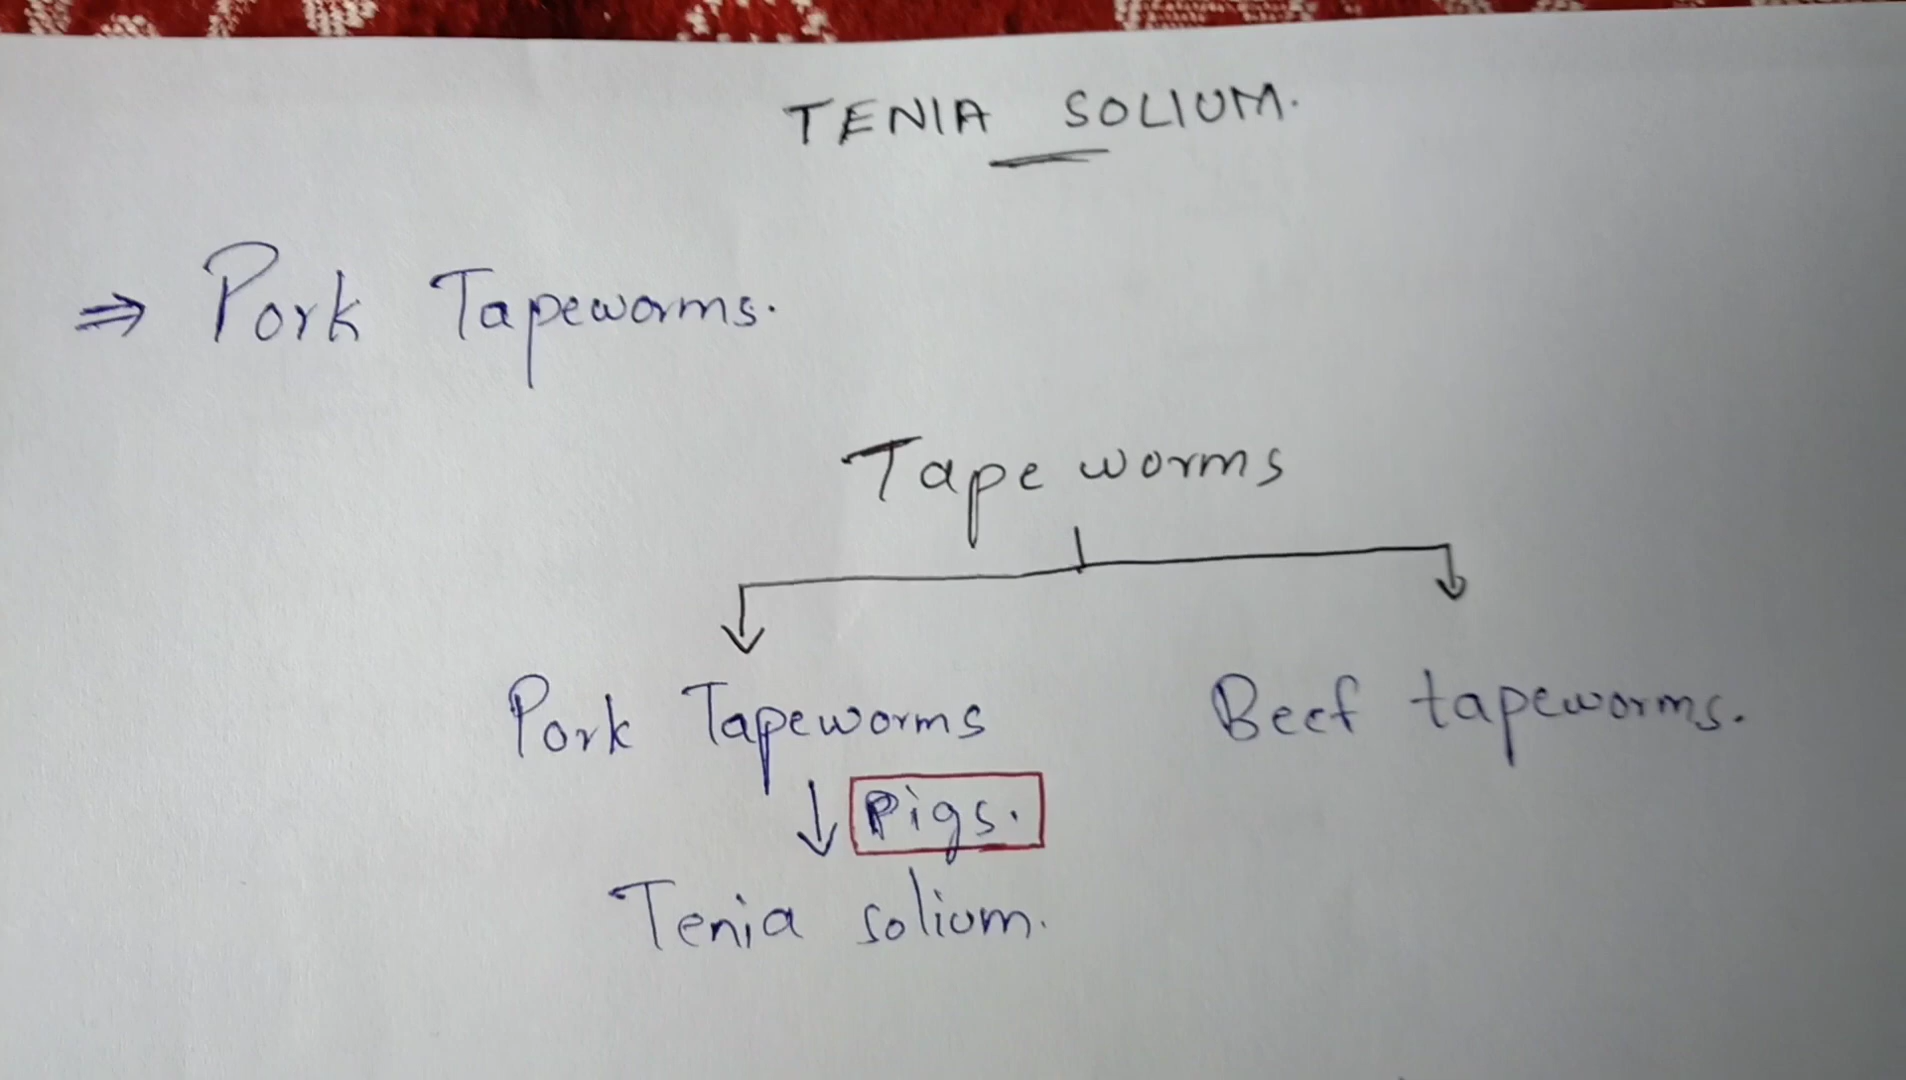 TENIA SOLIUM.
⇒ Pork Tapeworms.
Tape worms
Pork Tapeworms
Beef tapeworms.
↓ Pigs.
Tenia solium.